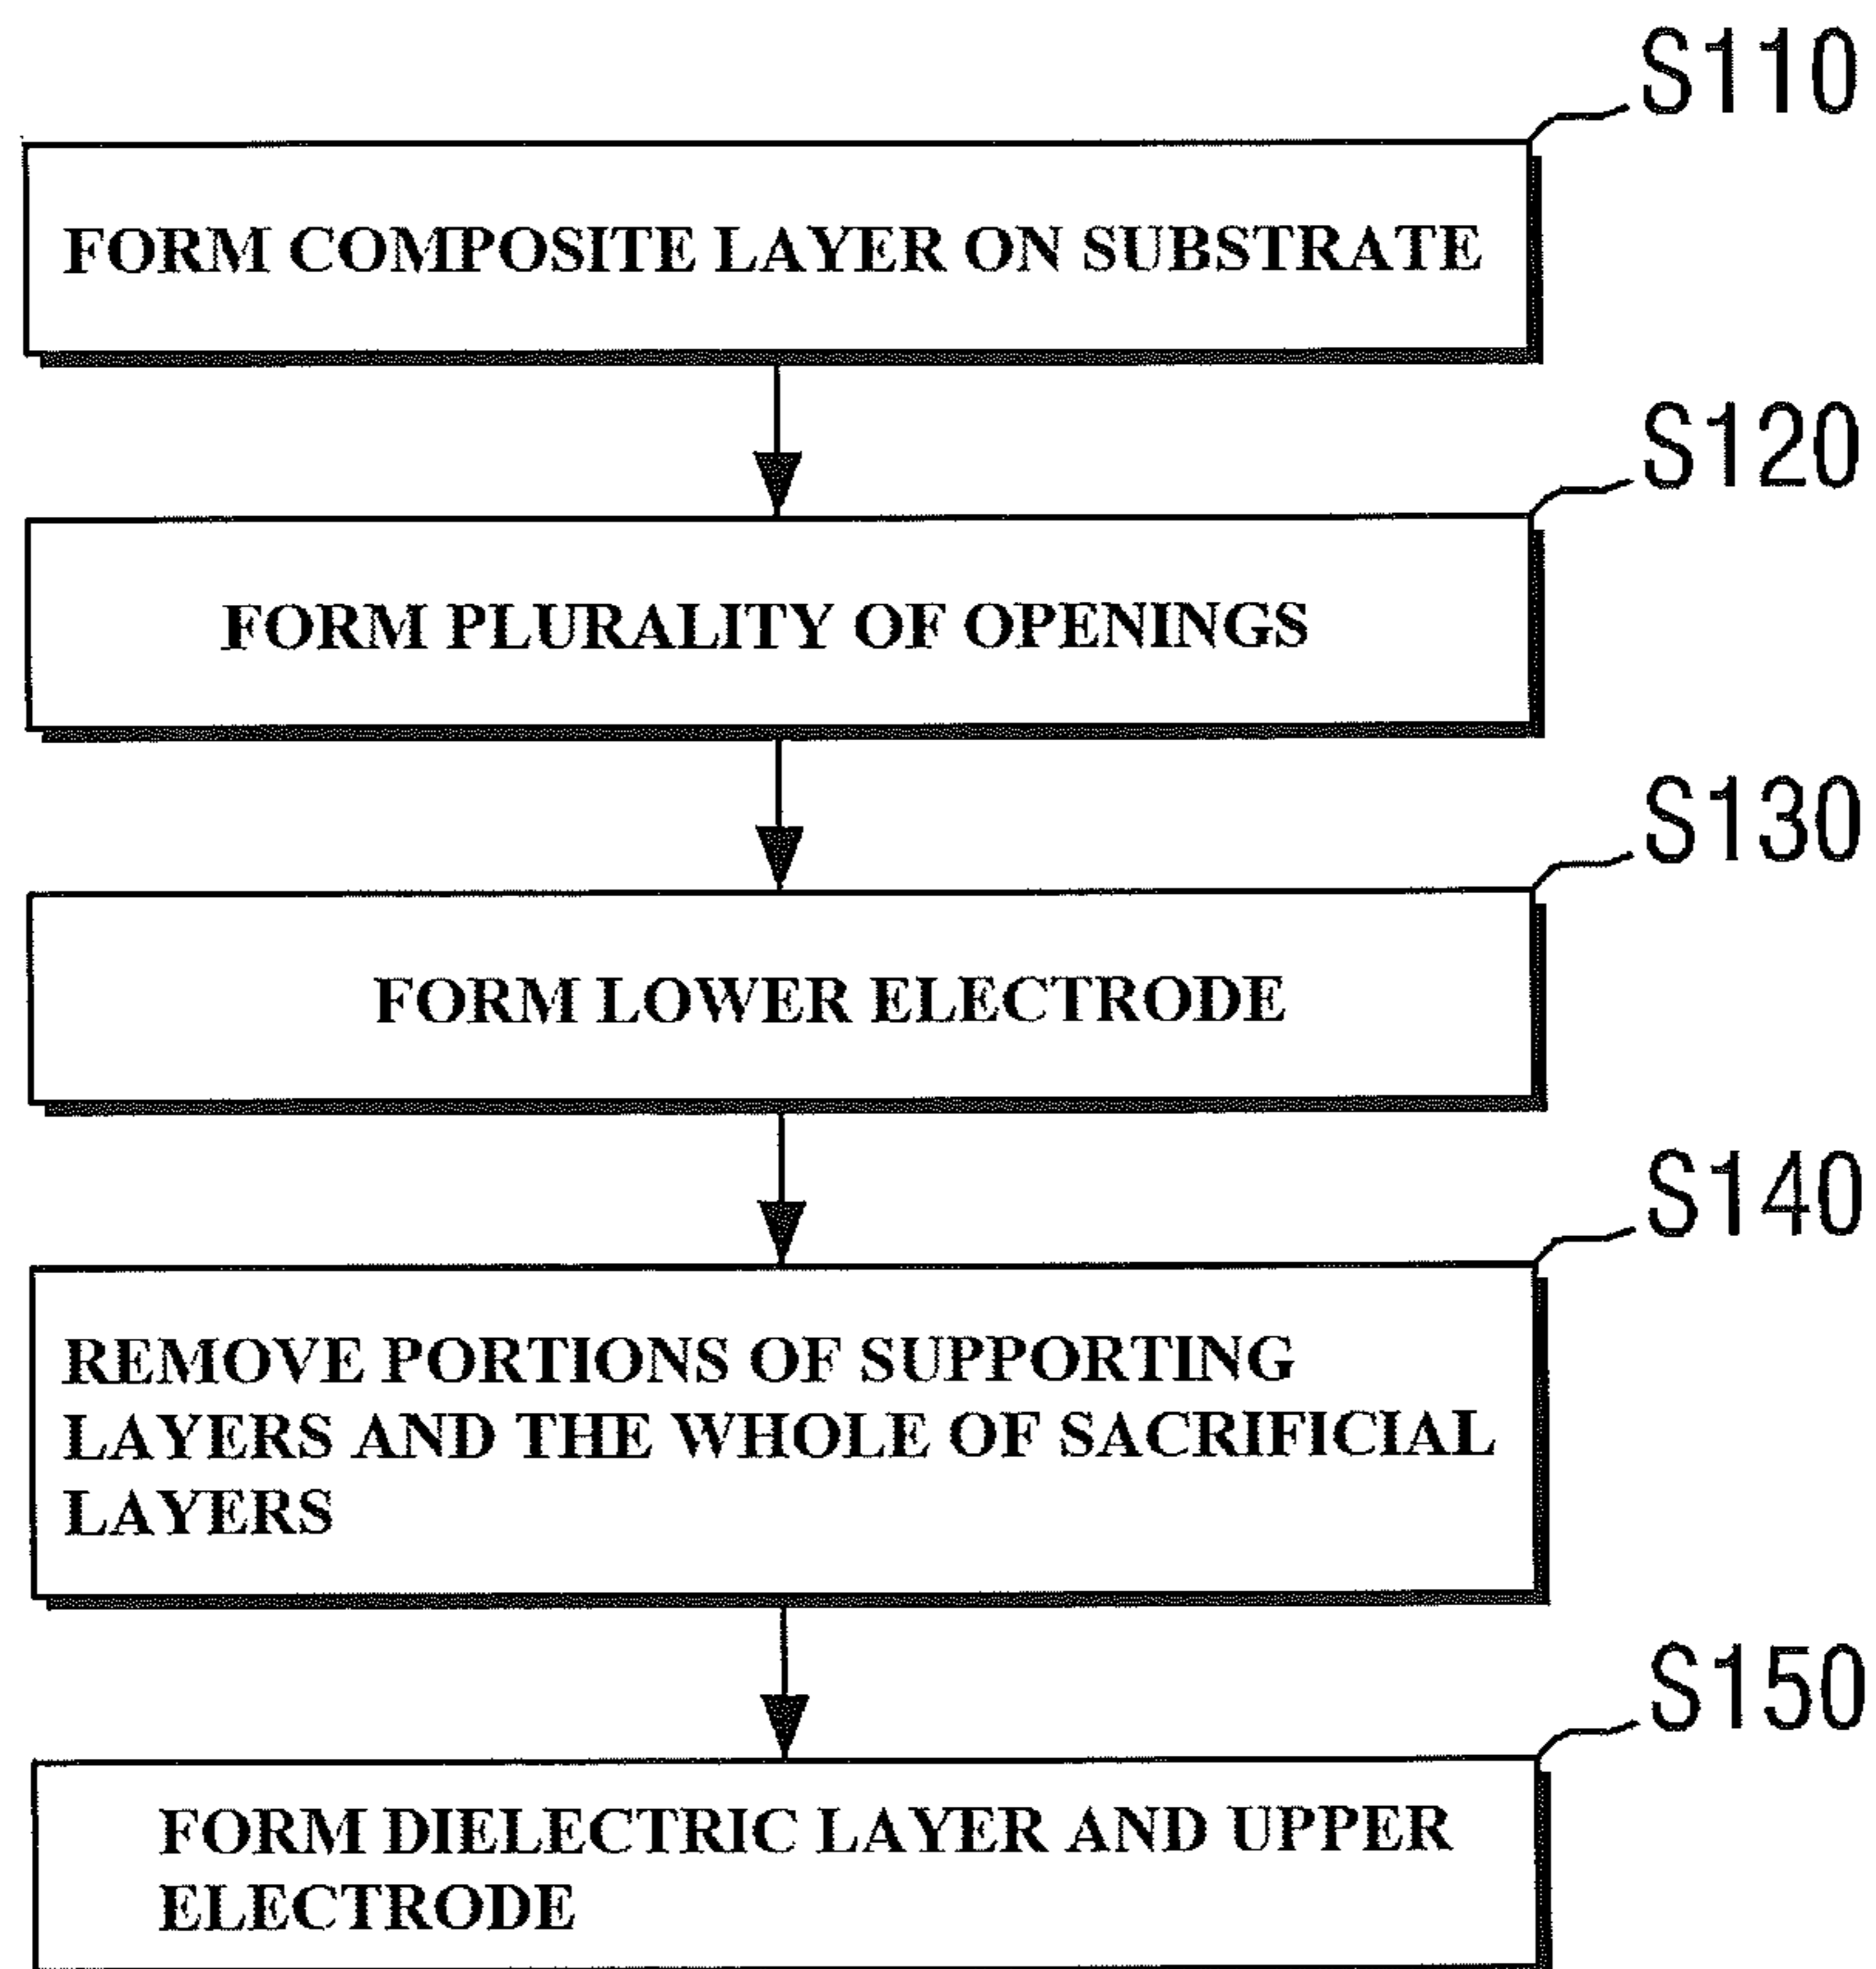 S110
FORM COMPOSITE LAYER ON SUBSTRATE
S120
FORM PLURALITY OF OPENINGS
S130
FORM LOWER ELECTRODE
S140
REMOVE PORTIONS OF SUPPORTING
LAYERS AND THE WHOLE OF SACRIFICIAL
LAYERS
S150
FORM DIELECTRIC LAYER AND UPPER
ELECTRODE